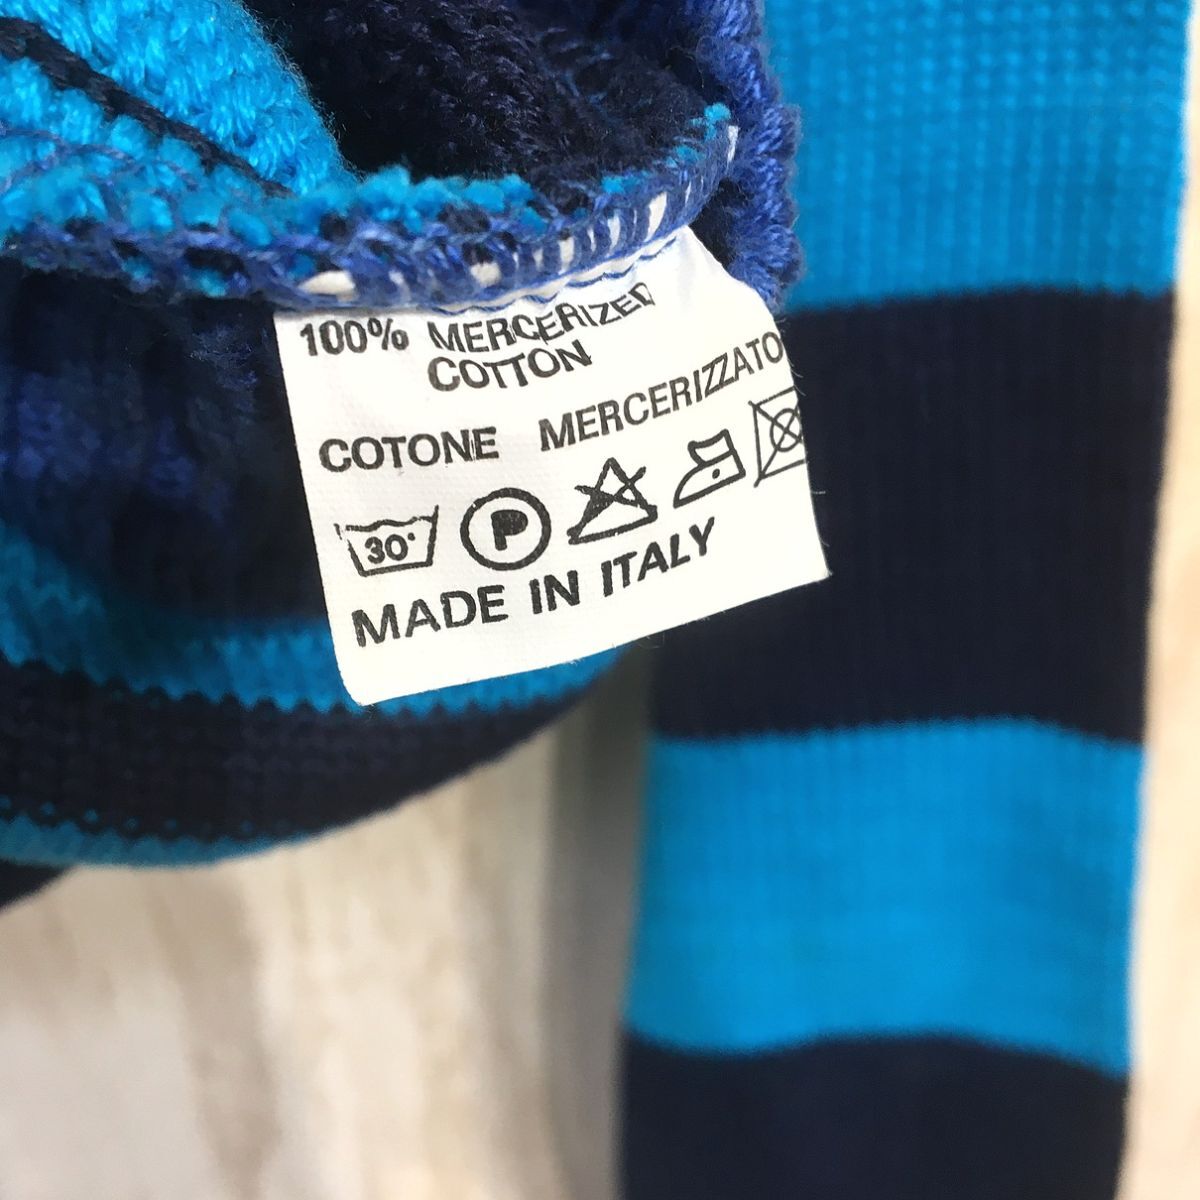 100% MERCERIZED
COTTON
COTONE MERCERIZZATO
30° P
MADE IN ITALY